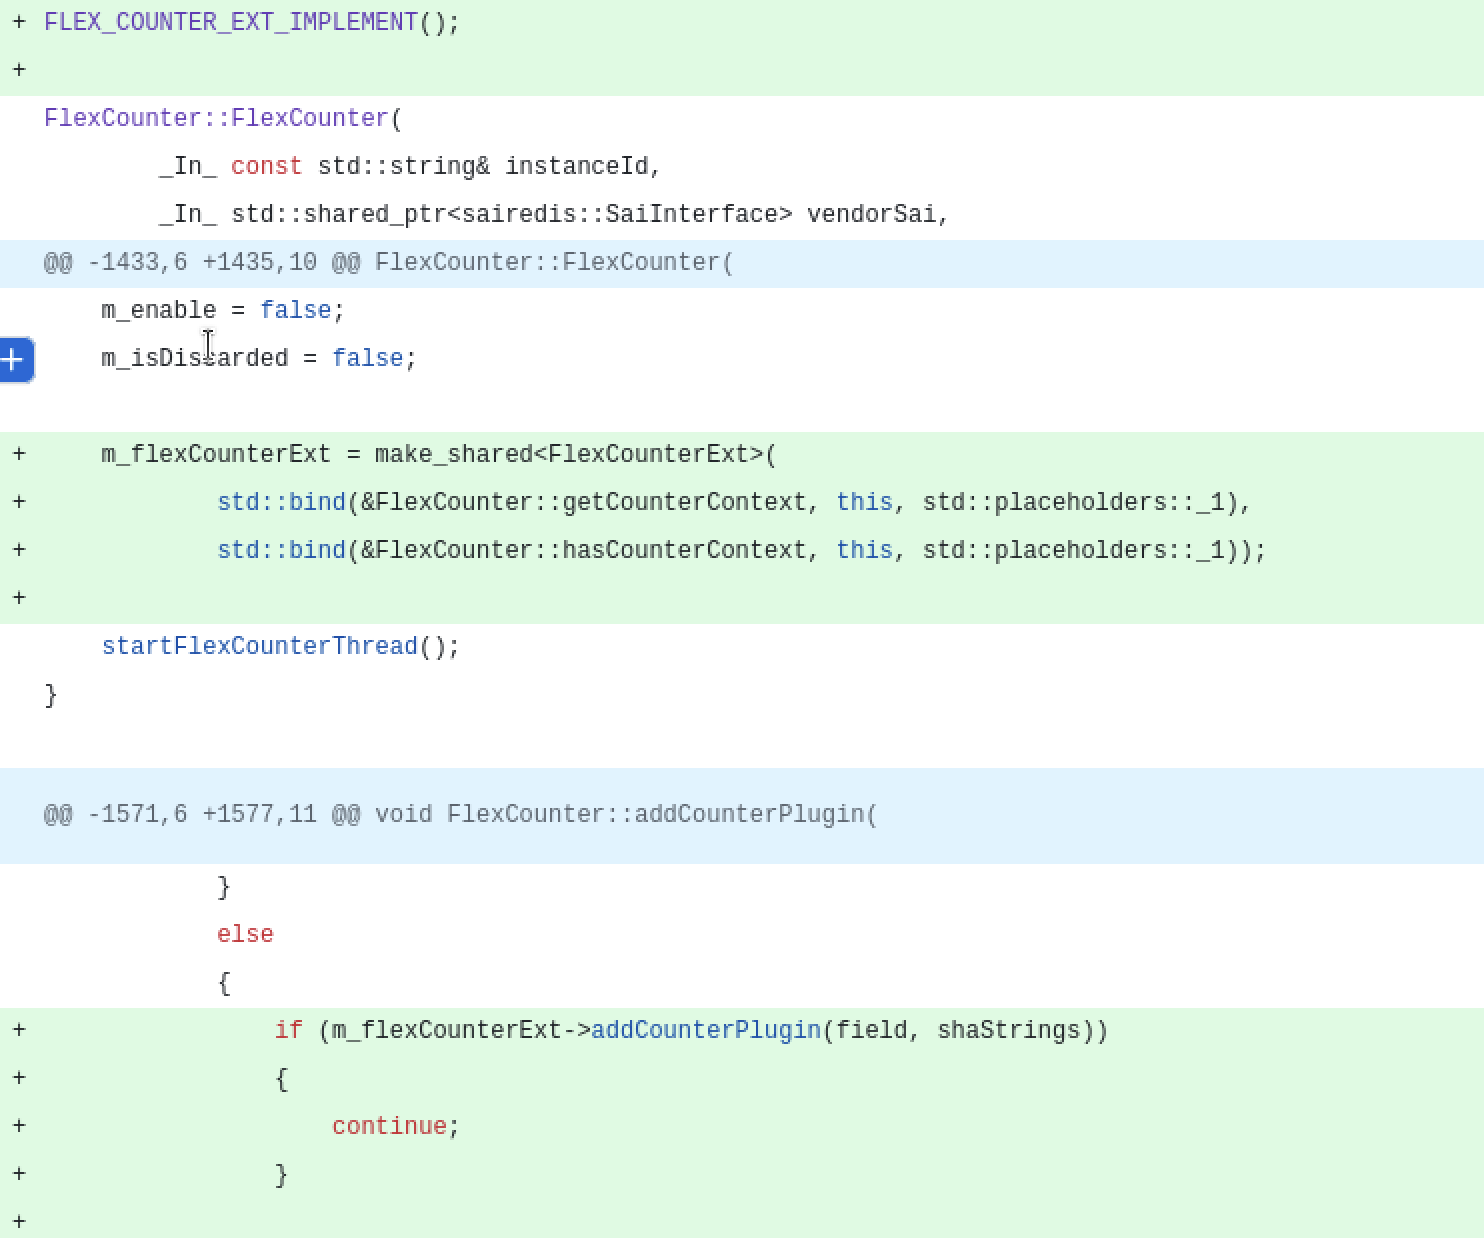 + FLEX_COUNTER_EXT_IMPLEMENT();
+
FlexCounter::FlexCounter(
        _In_ const std::string& instanceId,
        _In_ std::shared_ptr<sairedis::SaiInterface> vendorSai,
@@ -1433,6 +1435,10 @@ FlexCounter::FlexCounter(
    m_enable = false;
+    m_isDiscarded = false;
+    m_flexCounterExt = make_shared<FlexCounterExt>(
+            std::bind(&FlexCounter::getCounterContext, this, std::placeholders::_1),
+            std::bind(&FlexCounter::hasCounterContext, this, std::placeholders::_1));
+
    startFlexCounterThread();
}
@@ -1571,6 +1577,11 @@ void FlexCounter::addCounterPlugin(
            }
            else
            {
+                if (m_flexCounterExt->addCounterPlugin(field, shaStrings))
+                {
+                    continue;
+                }
+